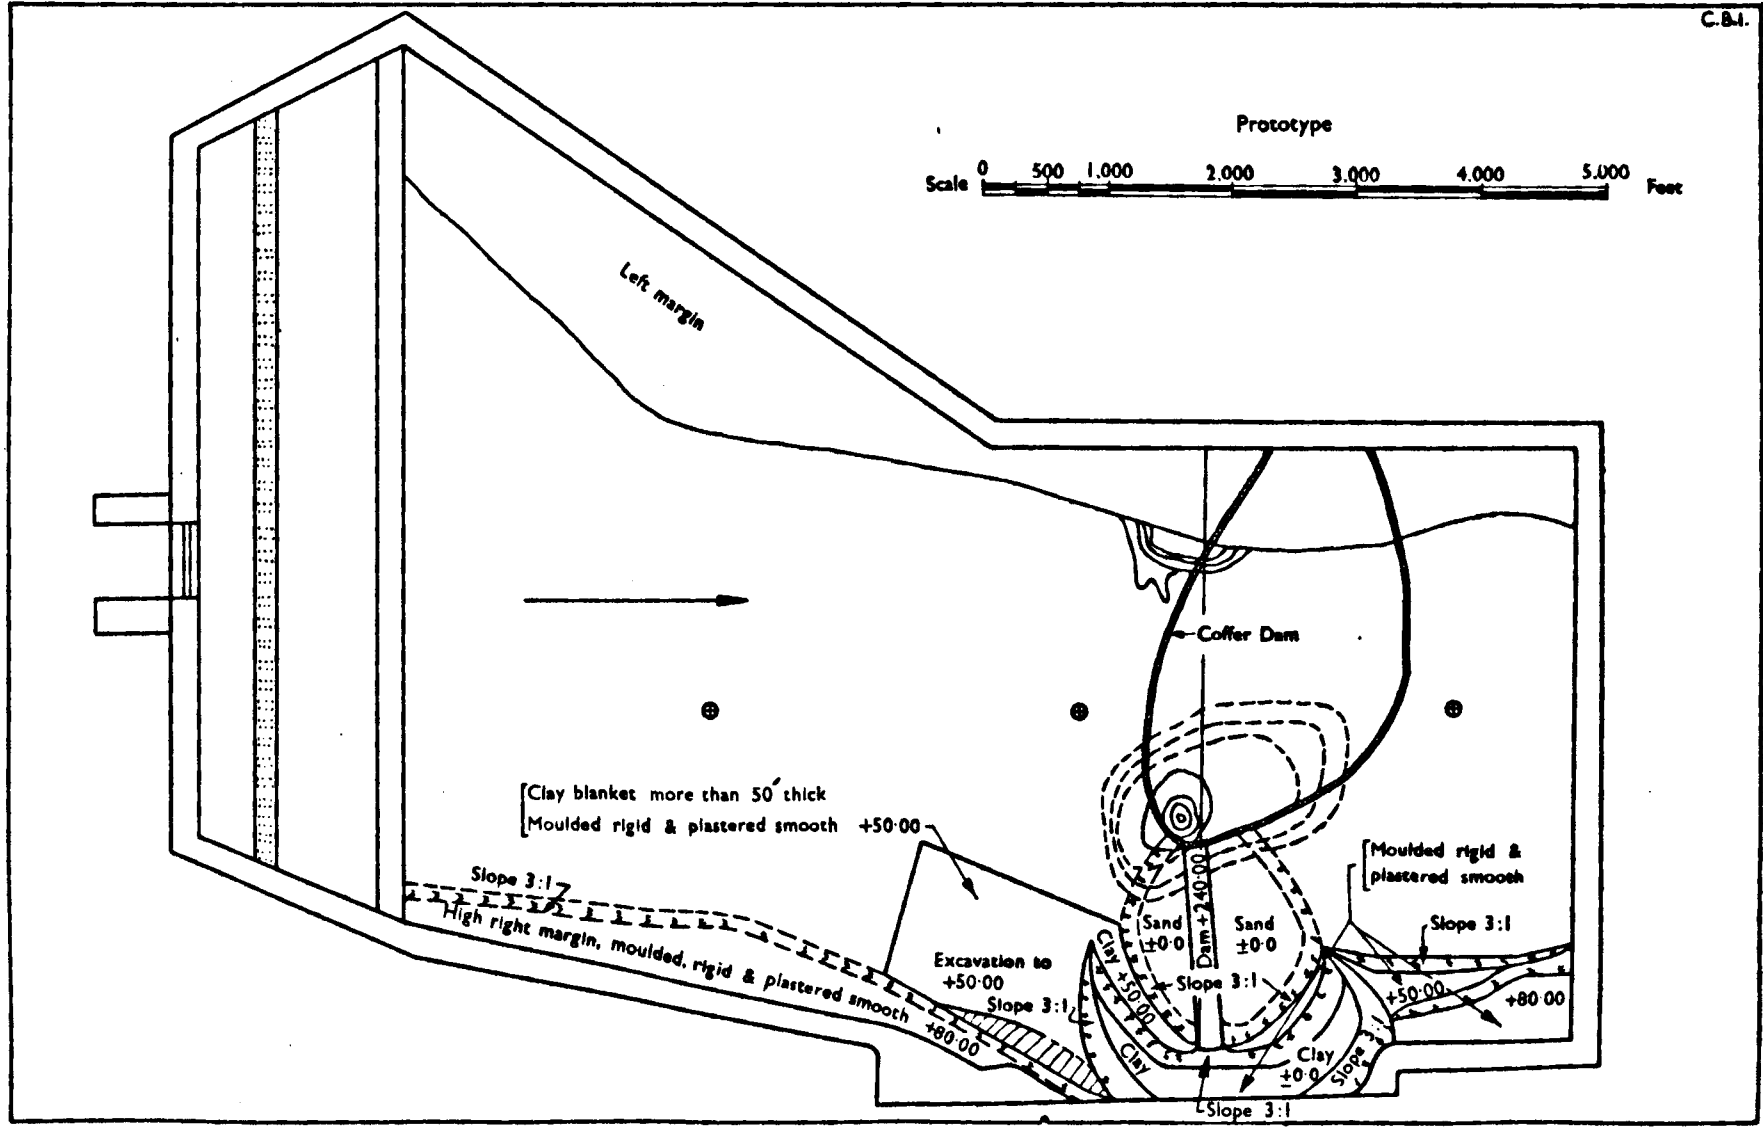 C.B.I.
Prototype
Scale 0 500 1.000 2.000 3.000 4.000 5.000 Feet
Left margin
Coffer Dam
Clay blanket more than 50′ thick
Moulded rigid & plastered smooth +50·00
Moulded rigid &
plastered smooth
Slope 3:1
High right margin, moulded, rigid & plastered smooth
+80·00
Excavation to
+50·00
Slope 3:1
Clay +50·00
Clay
Sand
±0·0
Dam +240·00
Sand
±0·0
Slope 3:1
Slope 3:1
Clay
±0·0
Slope 3:1
Slope 3:1
+50·00
+80·00